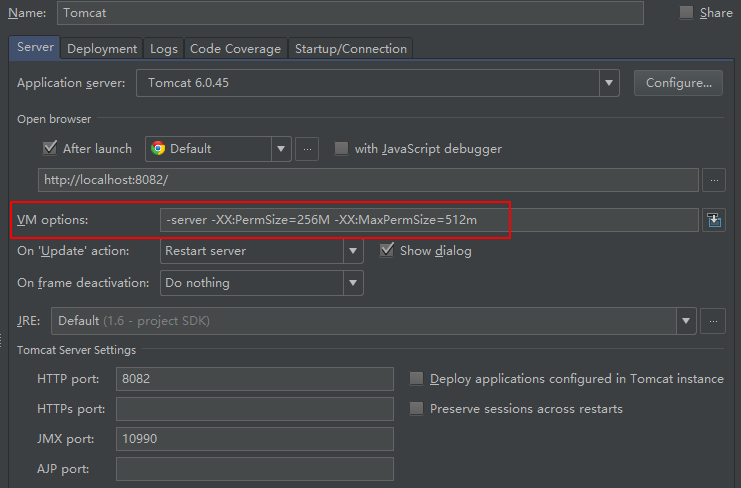 Name: Tomcat Share
Server Deployment Logs Code Coverage Startup/Connection
Application server: Tomcat 6.0.45 Configure...
Open browser
After launch Default ... with JavaScript debugger
http://localhost:8082/ ...
VM options: -server -XX:PermSize=256M -XX:MaxPermSize=512m
On 'Update' action: Restart server Show dialog
On frame deactivation: Do nothing
JRE: Default (1.6 - project SDK) ...
Tomcat Server Settings
HTTP port: 8082 Deploy applications configured in Tomcat instance
HTTPs port: Preserve sessions across restarts
JMX port: 10990
AJP port: